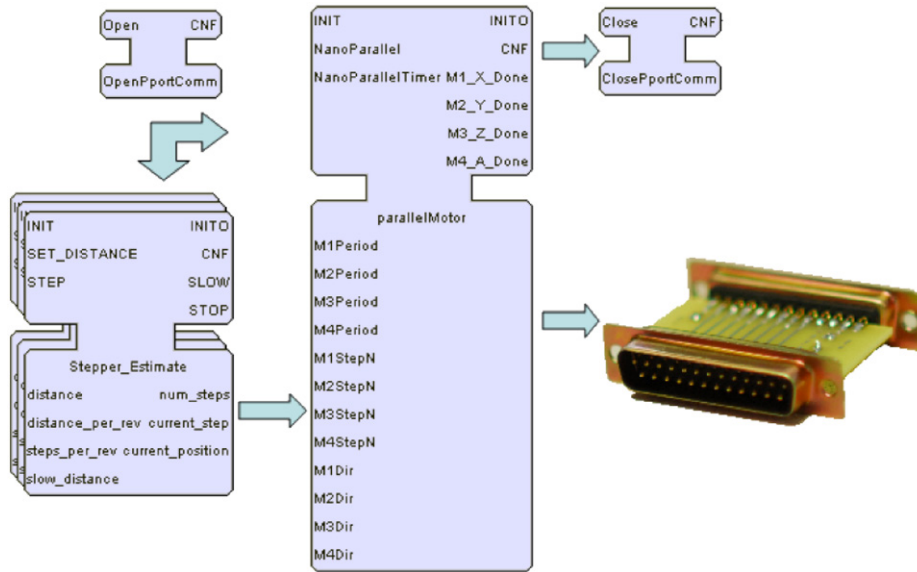 Open CNF
OpenPportComm
INIT INITO
NanoParallel CNF
NanoParallelTimer M1_X_Done
M2_Y_Done
M3_Z_Done
M4_A_Done
parallelMotor
M1Period
M2Period
M3Period
M4Period
M1StepN
M2StepN
M3StepN
M4StepN
M1Dir
M2Dir
M3Dir
M4Dir
Close CNF
ClosePportComm
INIT INITO
SET_DISTANCE CNF
STEP SLOW
STOP
Stepper_Estimate
distance num_steps
distance_per_rev current_step
steps_per_rev current_position
slow_distance